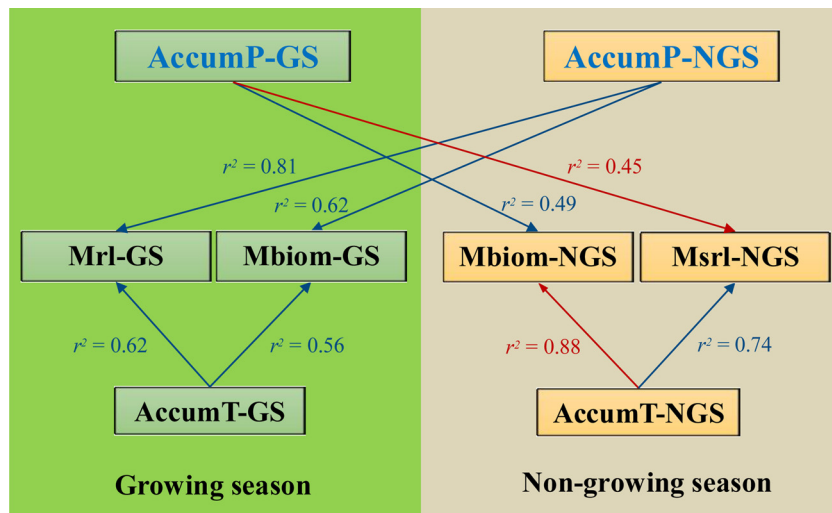 AccumP-GS
AccumP-NGS
r² = 0.81
r² = 0.45
r² = 0.62
r² = 0.49
Mrl-GS
Mbiom-GS
Mbiom-NGS
Msrl-NGS
r² = 0.62
r² = 0.56
r² = 0.88
r² = 0.74
AccumT-GS
AccumT-NGS
Growing season
Non-growing season